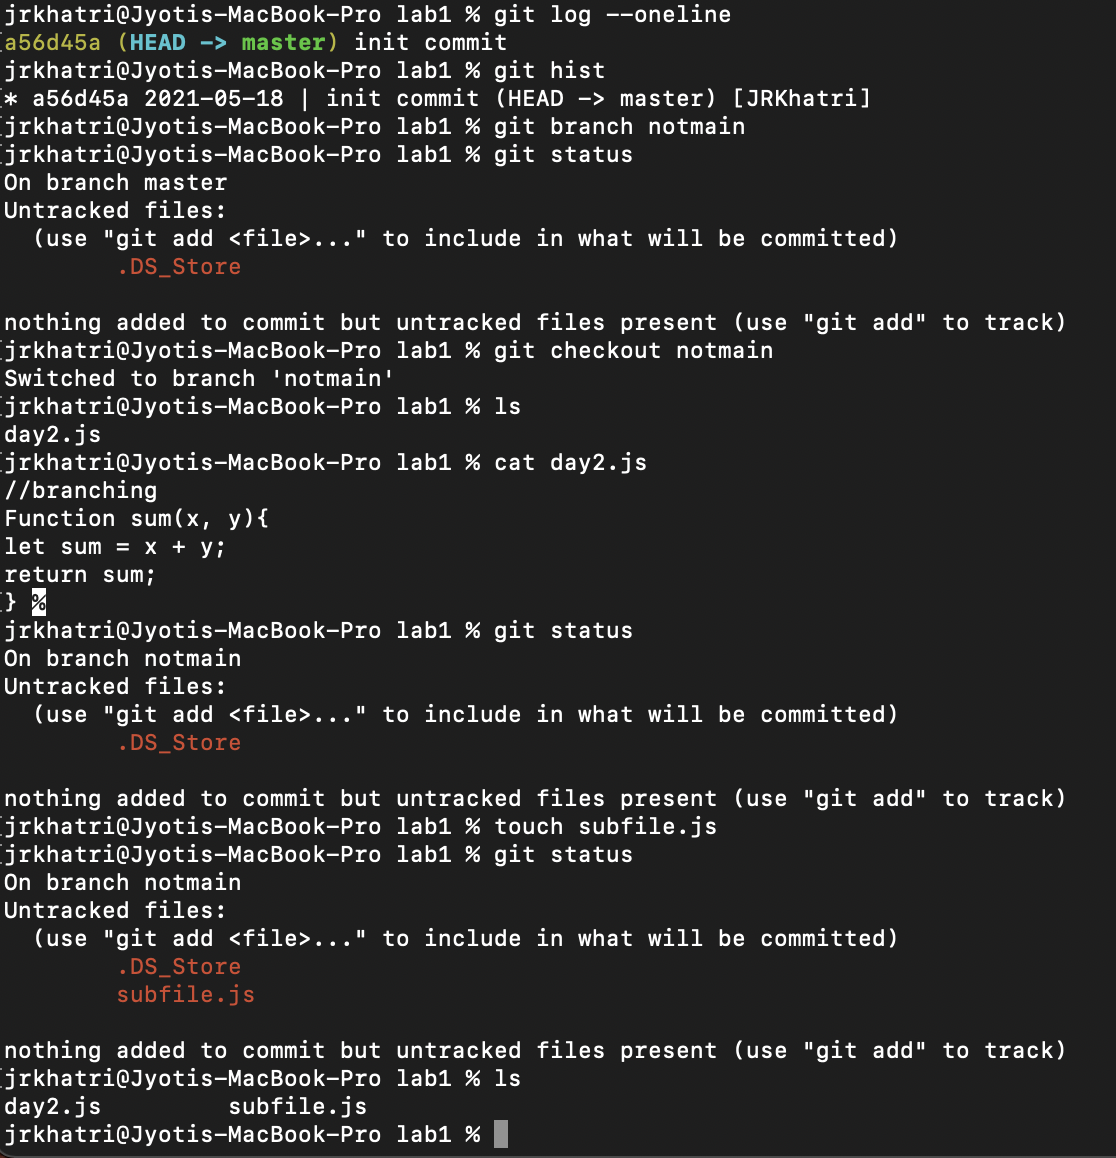 jrkhatri@Jyotis-MacBook-Pro lab1 % git log --oneline
a56d45a (HEAD -> master) init commit
jrkhatri@Jyotis-MacBook-Pro lab1 % git hist
* a56d45a 2021-05-18 | init commit (HEAD -> master) [JRKhatri]
jrkhatri@Jyotis-MacBook-Pro lab1 % git branch notmain
jrkhatri@Jyotis-MacBook-Pro lab1 % git status
On branch master
Untracked files:
  (use "git add <file>..." to include in what will be committed)
        .DS_Store

nothing added to commit but untracked files present (use "git add" to track)
jrkhatri@Jyotis-MacBook-Pro lab1 % git checkout notmain
Switched to branch 'notmain'
jrkhatri@Jyotis-MacBook-Pro lab1 % ls
day2.js
jrkhatri@Jyotis-MacBook-Pro lab1 % cat day2.js
//branching
Function sum(x, y){
let sum = x + y;
return sum;
} %
jrkhatri@Jyotis-MacBook-Pro lab1 % git status
On branch notmain
Untracked files:
  (use "git add <file>..." to include in what will be committed)
        .DS_Store

nothing added to commit but untracked files present (use "git add" to track)
jrkhatri@Jyotis-MacBook-Pro lab1 % touch subfile.js
jrkhatri@Jyotis-MacBook-Pro lab1 % git status
On branch notmain
Untracked files:
  (use "git add <file>..." to include in what will be committed)
        .DS_Store
        subfile.js

nothing added to commit but untracked files present (use "git add" to track)
jrkhatri@Jyotis-MacBook-Pro lab1 % ls
day2.js         subfile.js
jrkhatri@Jyotis-MacBook-Pro lab1 %